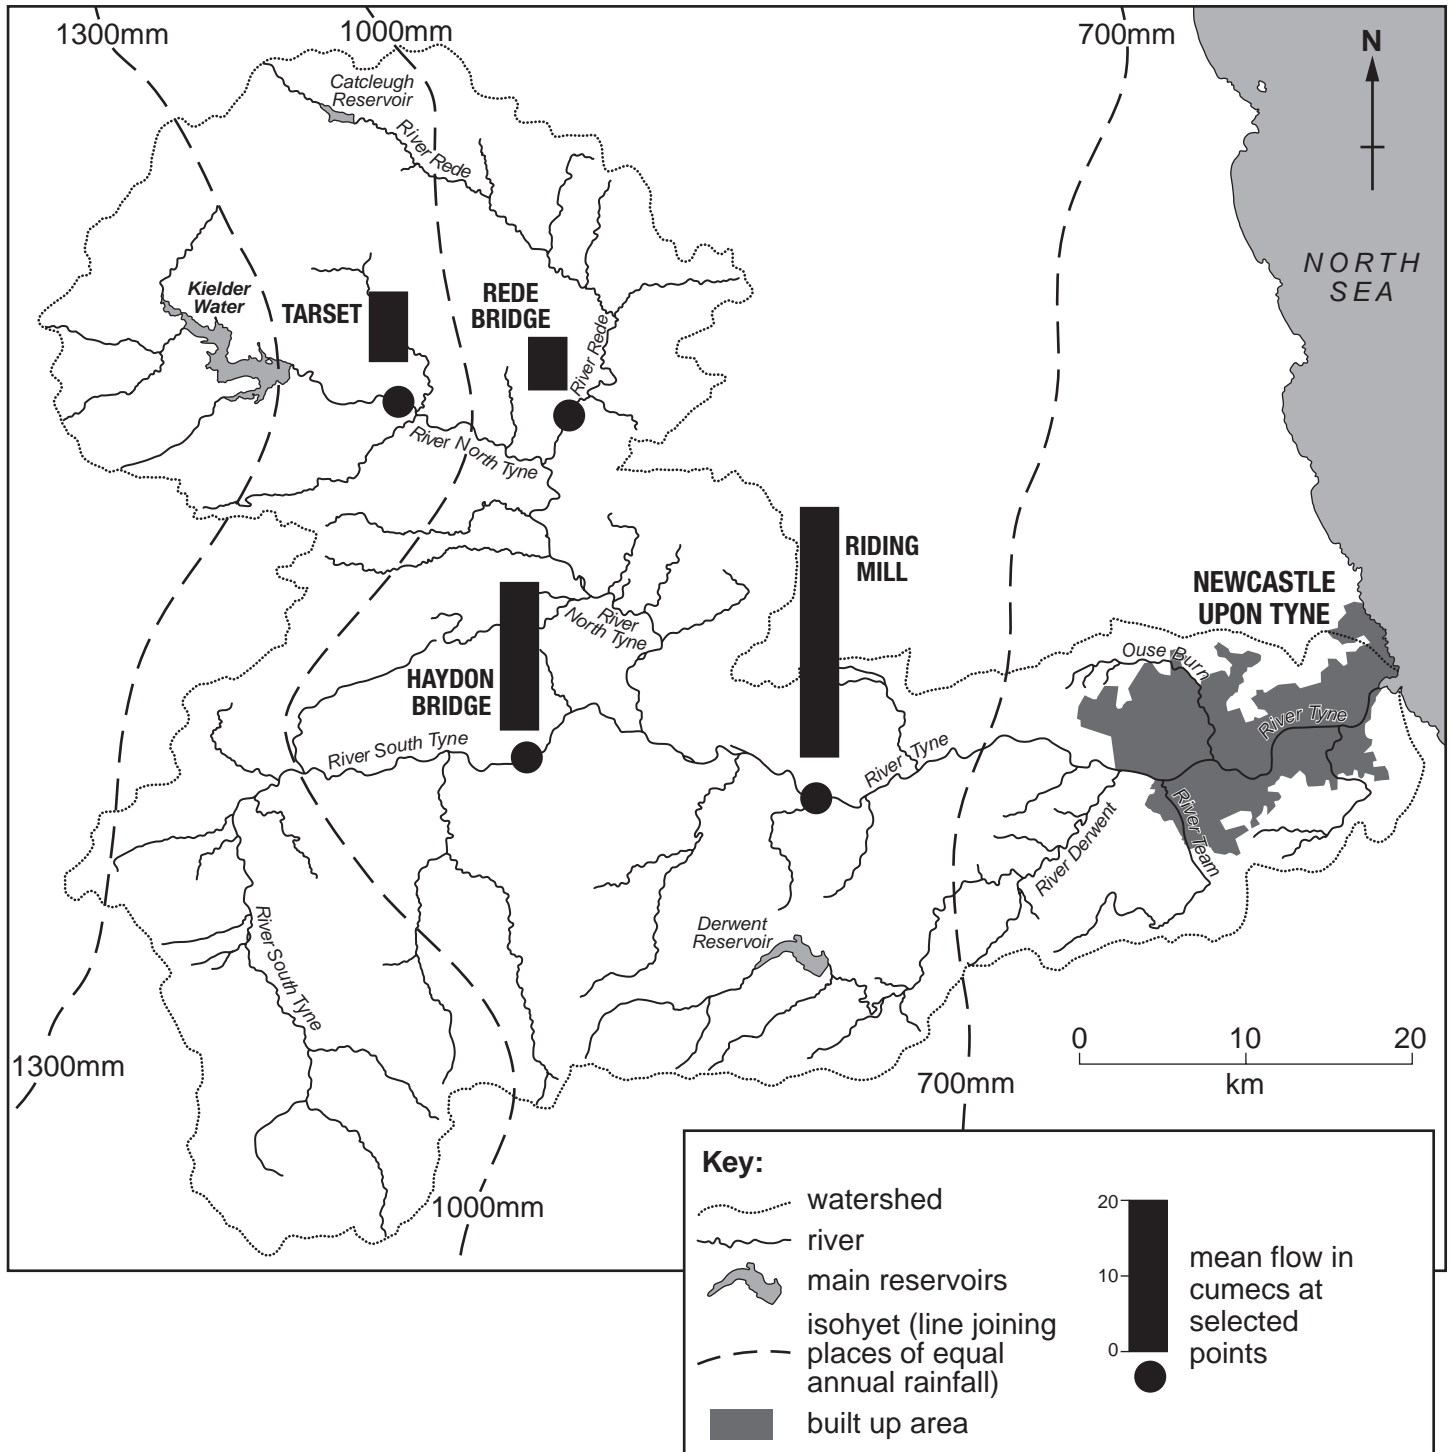 1300mm
1000mm
700mm
N
Catcleugh
Reservoir
River Rede
NORTH
SEA
Kielder
Water
TARSET
REDE
BRIDGE
River Rede
River North Tyne
RIDING
MILL
NEWCASTLE
UPON TYNE
River
North Tyne
Ouse Burn
HAYDON
BRIDGE
River South Tyne
River Tyne
River Tyne
River Team
River Derwent
River South Tyne
Derwent
Reservoir
0 10 20
km
1300mm
700mm
1000mm
Key:
watershed
river
main reservoirs
isohyet (line joining
places of equal
annual rainfall)
built up area
20
10
0
mean flow in
cumecs at
selected
points